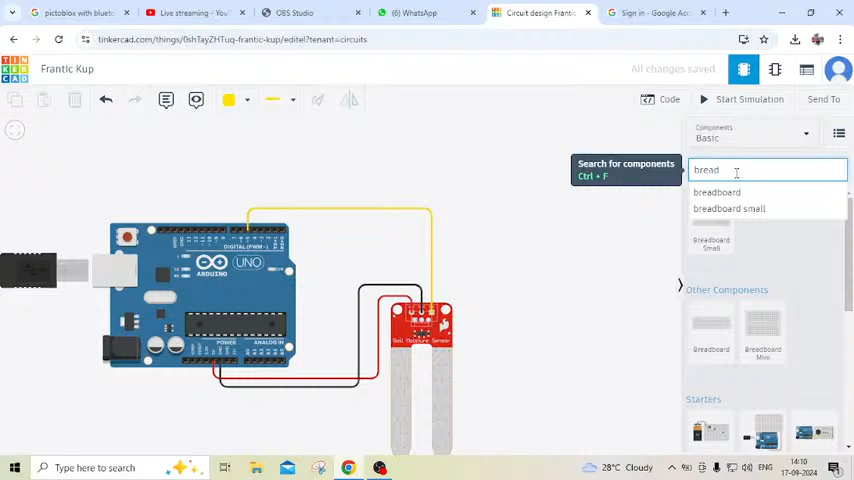 pictoblox with bluetoo
Live streaming - YouT
OBS Studio
(6) WhatsApp
Circuit design Frantic
Sign in - Google Acc
tinkercad.com/things/0shTayZHTuq-frantic-kup/editel?tenant=circuits
TIN
KER
CAD
Frantic Kup
All changes saved
Code
Start Simulation
Send To
Components
Basic
Search for components
Ctrl + F
bread
breadboard
breadboard small
Breadboard
Small
Other Components
Breadboard
Breadboard
Mini
Starters
DIGITAL (PWM~)
ARDUINO
UNO
POWER
ANALOG IN
Soil Moisture Sensor
Type here to search
28°C Cloudy
ENG
14:10
17-09-2024